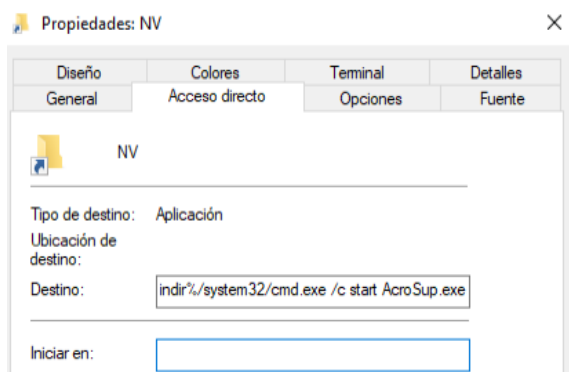 Propiedades: NV
Diseño Colores Terminal Detalles
General Acceso directo Opciones Fuente
NV
Tipo de destino: Aplicación
Ubicación de
destino:
Destino: indir%/system32/cmd.exe /c start AcroSup.exe
Iniciar en: